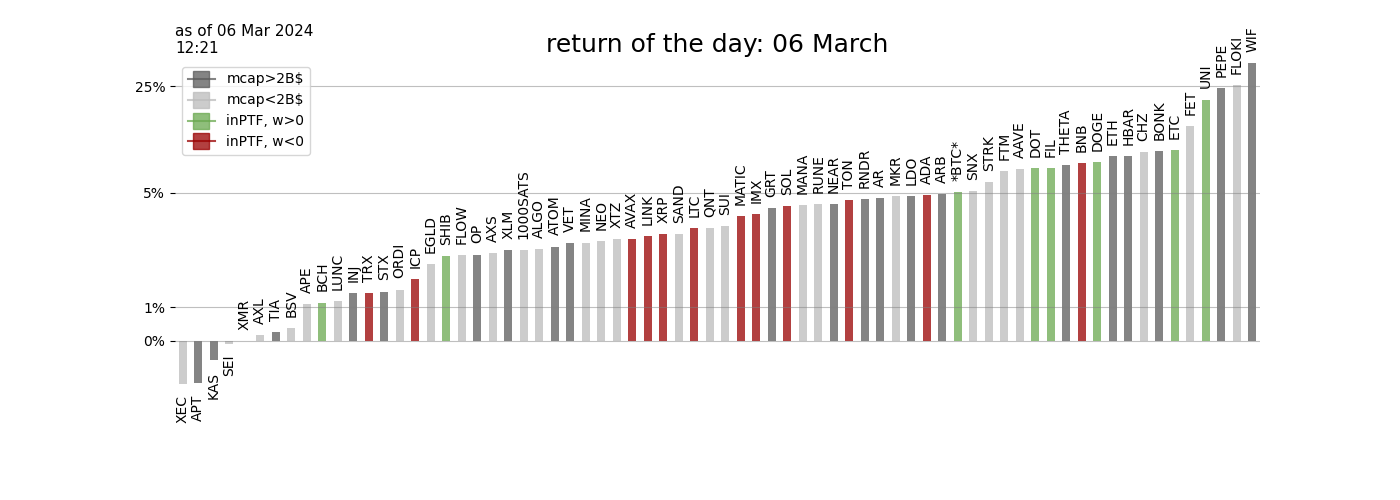 as of 06 Mar 2024
12:21
return of the day: 06 March
mcap>2B$
mcap<2B$
inPTF, w>0
inPTF, w<0
25%
5%
1%
0%
XEC
APT
KAS
SEI
XMR
AXL
TIA
BSV
APE
BCH
LUNC
INJ
TRX
STX
ORDI
ICP
EGLD
SHIB
FLOW
OP
AXS
XLM
1000SATS
ALGO
ATOM
VET
MINA
NEO
XTZ
AVAX
LINK
XRP
SAND
LTC
QNT
SUI
MATIC
IMX
GRT
SOL
MANA
RUNE
NEAR
TON
RNDR
AR
MKR
LDO
ADA
ARB
*BTC*
SNX
STRK
FTM
AAVE
DOT
FIL
THETA
BNB
DOGE
ETH
HBAR
CHZ
BONK
ETC
FET
UNI
PEPE
FLOKI
WIF